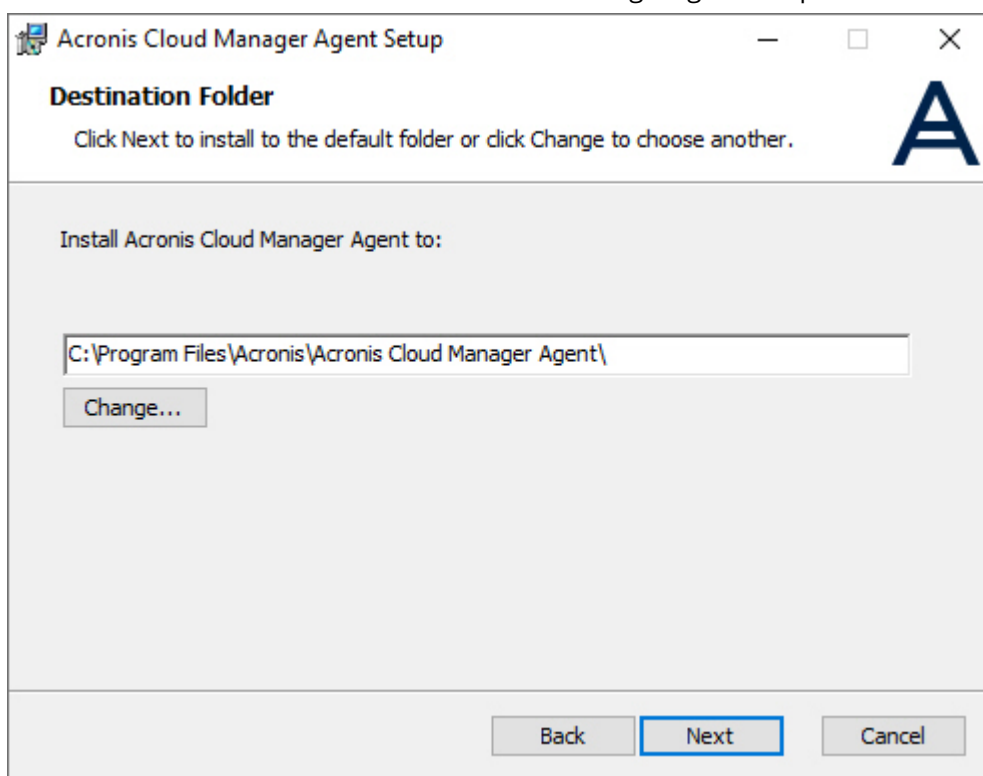 Acronis Cloud Manager Agent Setup
Destination Folder
Click Next to install to the default folder or click Change to choose another.
Install Acronis Cloud Manager Agent to:
C:\Program Files\Acronis\Acronis Cloud Manager Agent\
Change...
Back Next Cancel